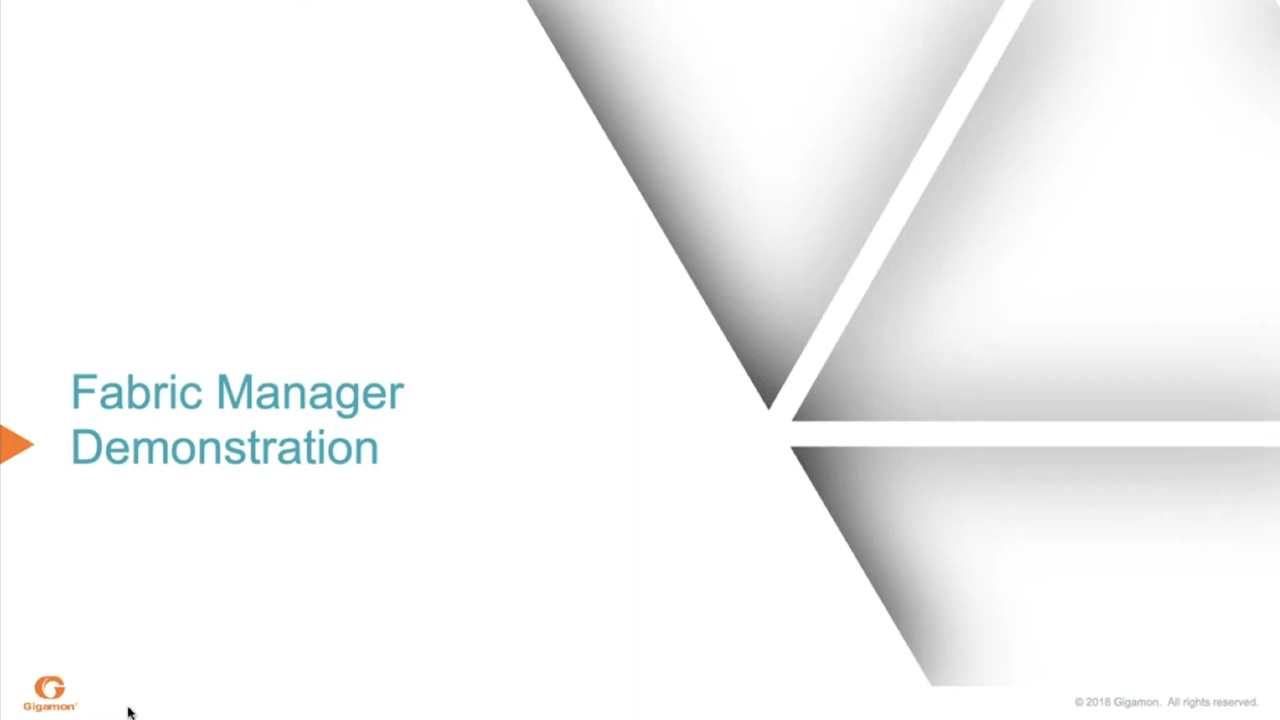 Fabric Manager
Demonstration
Gigamon®
© 2018 Gigamon. All rights reserved.